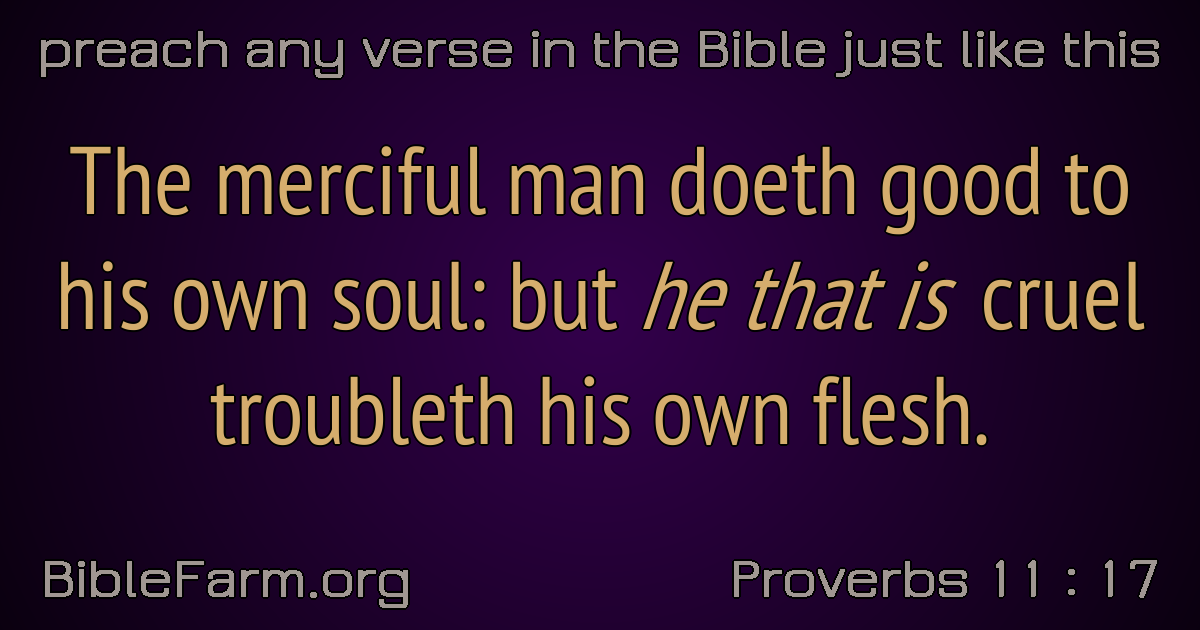 preach any verse in the Bible just like this
The merciful man doeth good to
his own soul: but he that is cruel
troubleth his own flesh.
BibleFarm.org
Proverbs 11 : 17